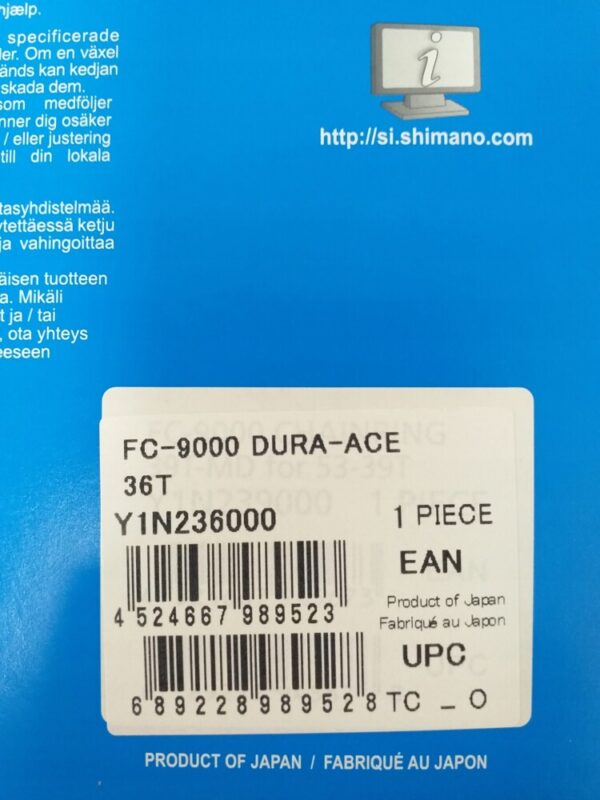 hjælp.
specificerade
ler. Om en växel
änds kan kedjan
skada dem.
som medföljer
nner dig osäker
/ eller justering
till din lokala
tasyhdistelmää.
ytettäessä ketju
ja vahingoittaa
äisen tuotteen
a. Mikäli
t ja / tai
, ota yhteys
eeseen
i
http://si.shimano.com
FC-9000 DURA-ACE
36T
Y1N236000 1 PIECE
EAN
4 524667 989523
Product of Japan
Fabriqué au Japon
UPC
6 89228 98952 8 TC _ O
PRODUCT OF JAPAN / FABRIQUÉ AU JAPON